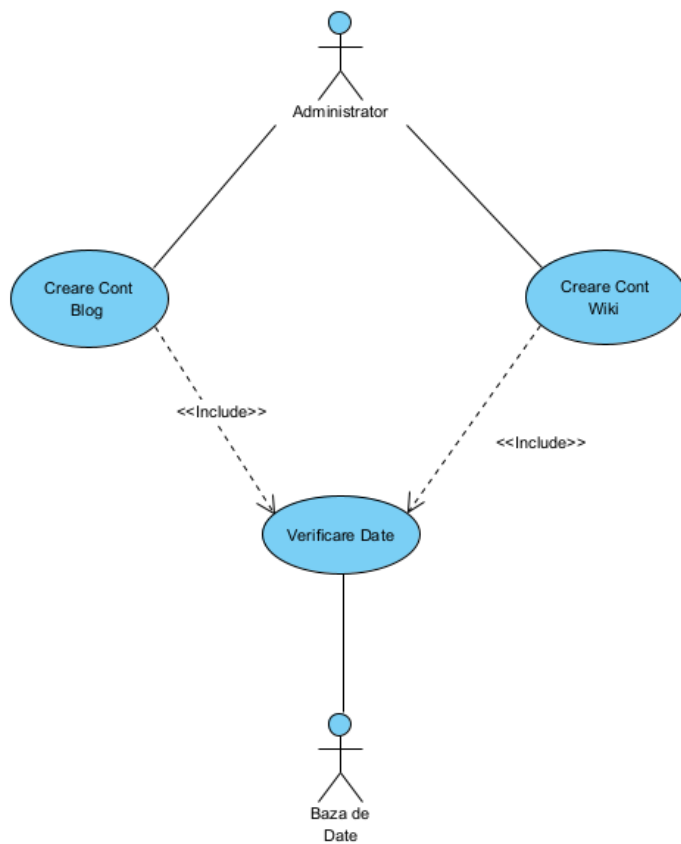 Administrator
Creare Cont
Blog
Creare Cont
Wiki
<<Include>>
<<Include>>
Verificare Date
Baza de
Date